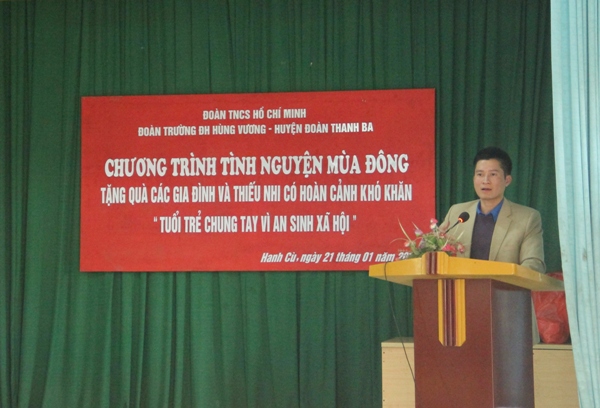 ĐOÀN TNCS HỒ CHÍ MINH
ĐOÀN TRƯỜNG ĐH HÙNG VƯƠNG - HUYỆN ĐOÀN THANH BA
CHƯƠNG TRÌNH TÌNH NGUYỆN MÙA ĐÔNG
TẶNG QUÀ CÁC GIA ĐÌNH VÀ THIẾU NHI CÓ HOÀN CẢNH KHÓ KHĂN
" TUỔI TRẺ CHUNG TAY VÌ AN SINH XÃ HỘI "
Hanh Cù, ngày 21 tháng 01 năm